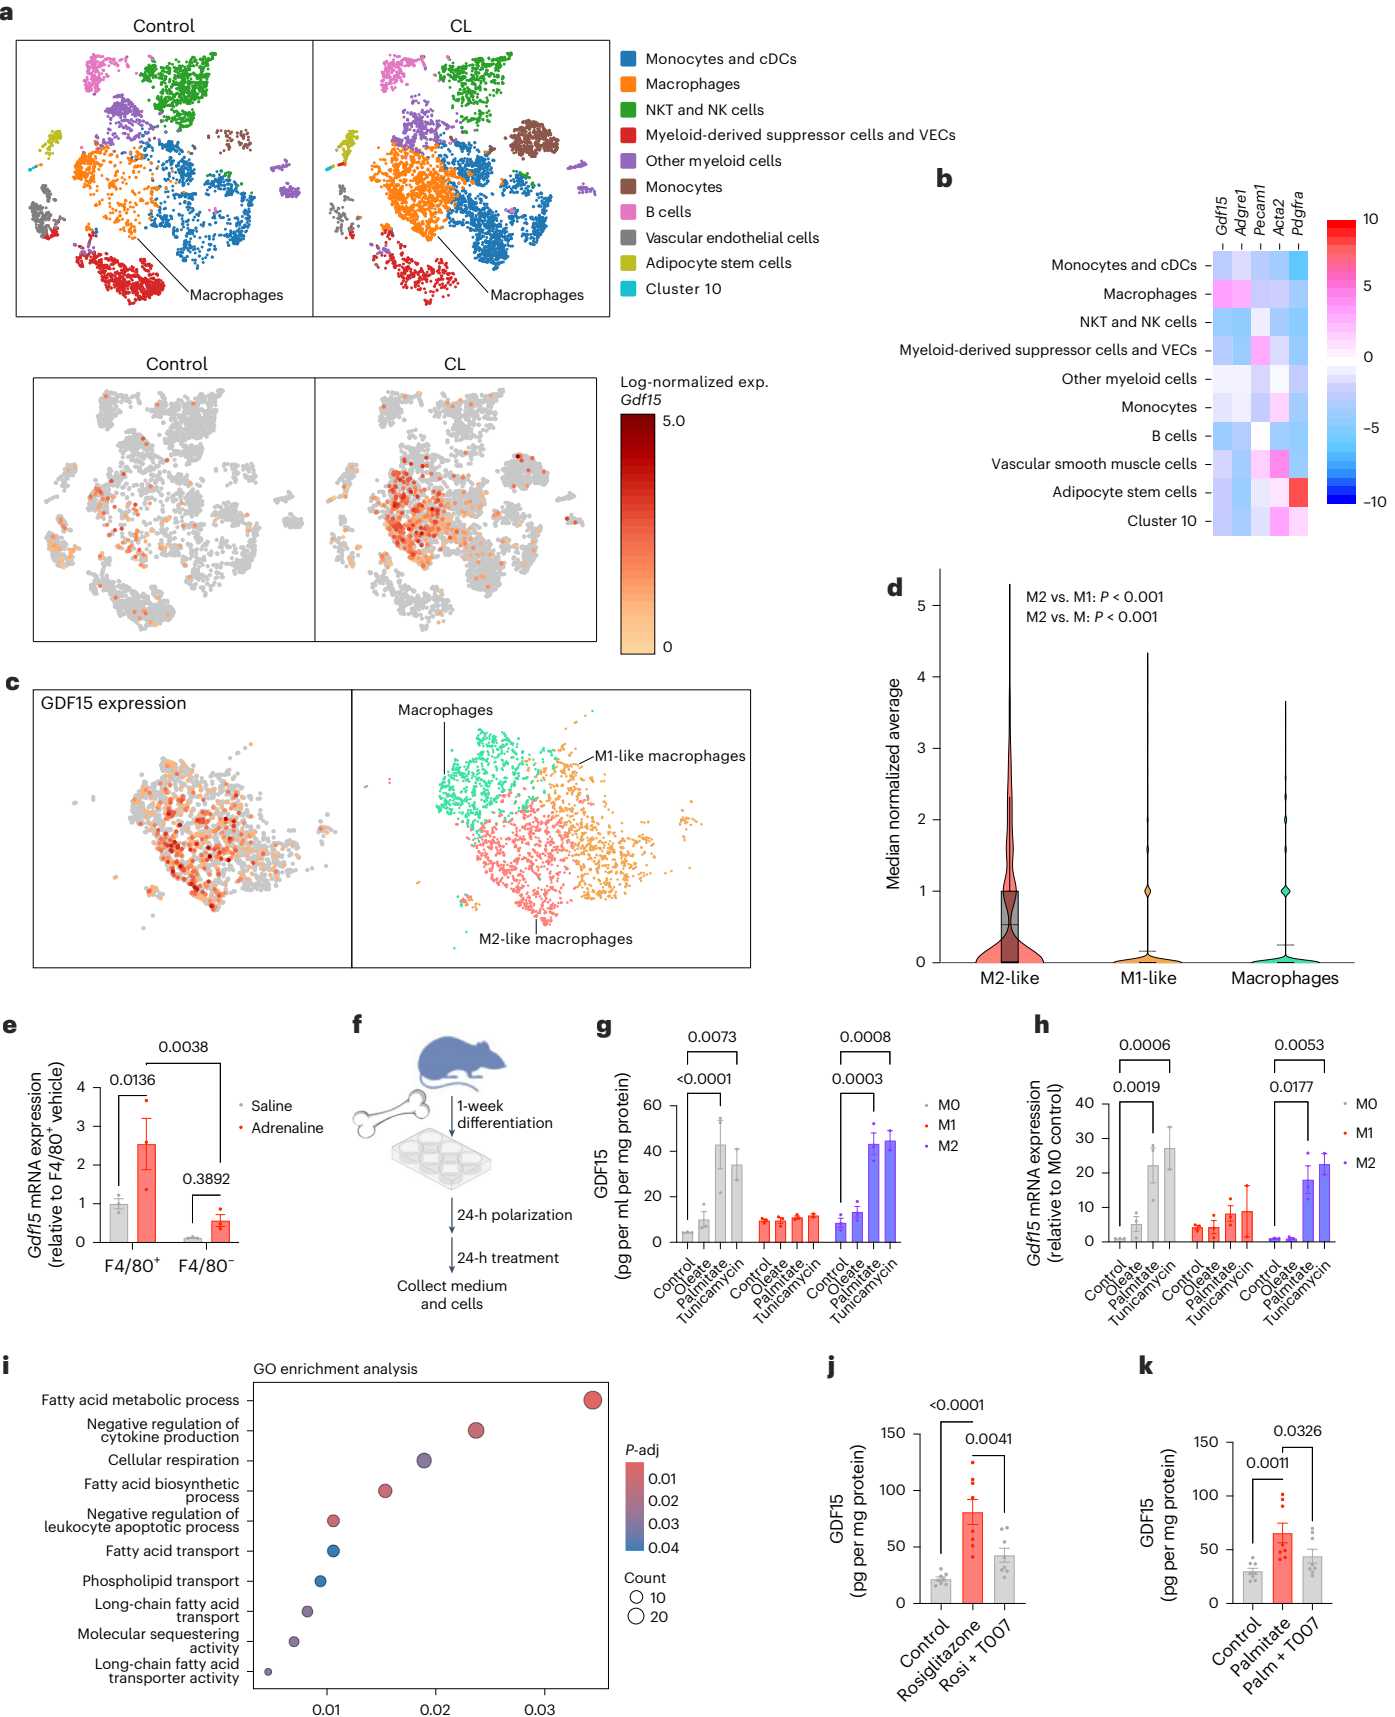 a
Control
CL
Monocytes and cDCs
Macrophages
NKT and NK cells
Myeloid-derived suppressor cells and VECs
Other myeloid cells
Monocytes
B cells
Vascular endothelial cells
Adipocyte stem cells
Cluster 10
Macrophages
Macrophages
Control
CL
Log-normalized exp.
Gdf15
5.0
0
b
Gdf15
Adgre1
Pecam1
Acta2
Pdgfra
Monocytes and cDCs
Macrophages
NKT and NK cells
Myeloid-derived suppressor cells and VECs
Other myeloid cells
Monocytes
B cells
Vascular smooth muscle cells
Adipocyte stem cells
Cluster 10
10
5
0
−5
−10
c
GDF15 expression
Macrophages
M1-like macrophages
M2-like macrophages
d
M2 vs. M1: P < 0.001
M2 vs. M: P < 0.001
Median normalized average
5
4
3
2
1
0
M2-like
M1-like
Macrophages
e
Gdf15 mRNA expression
(relative to F4/80+ vehicle)
0.0038
0.0136
0.3892
4
3
2
1
0
F4/80+
F4/80−
Saline
Adrenaline
f
1-week
differentiation
24-h polarization
24-h treatment
Collect medium
and cells
g
GDF15
(pg per ml per mg protein)
0.0073
<0.0001
0.0008
0.0003
60
40
20
0
Control
Oleate
Palmitate
Tunicamycin
Control
Oleate
Palmitate
Tunicamycin
Control
Oleate
Palmitate
Tunicamycin
M0
M1
M2
h
Gdf15 mRNA expression
(relative to M0 control)
0.0006
0.0019
0.0053
0.0177
40
30
20
10
0
Control
Oleate
Palmitate
Tunicamycin
Control
Oleate
Palmitate
Tunicamycin
Control
Oleate
Palmitate
Tunicamycin
M0
M1
M2
i
GO enrichment analysis
Fatty acid metabolic process
Negative regulation of
cytokine production
Cellular respiration
Fatty acid biosynthetic
process
Negative regulation of
leukocyte apoptotic process
Fatty acid transport
Phospholipid transport
Long-chain fatty acid
transport
Molecular sequestering
activity
Long-chain fatty acid
transporter activity
0.01
0.02
0.03
P-adj
0.01
0.02
0.03
0.04
Count
10
20
j
GDF15
(pg per mg protein)
<0.0001
0.0041
150
100
50
0
Control
Rosiglitazone
Rosi + T007
k
GDF15
(pg per mg protein)
0.0326
0.0011
150
100
50
0
Control
Palmitate
Palm + T007